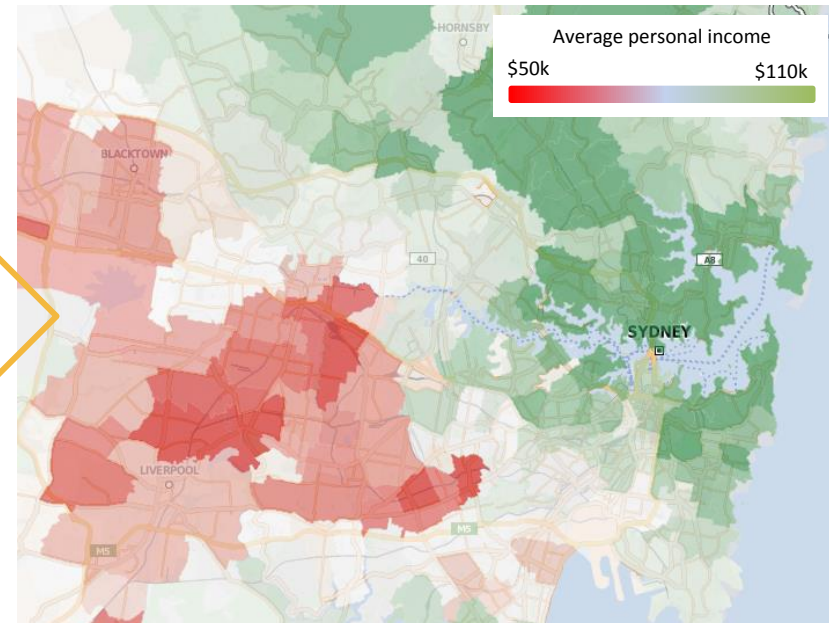 HORNSBY
Average personal income
$50k
$110k
BLACKTOWN
40
A8
SYDNEY
LIVERPOOL
M5
M5